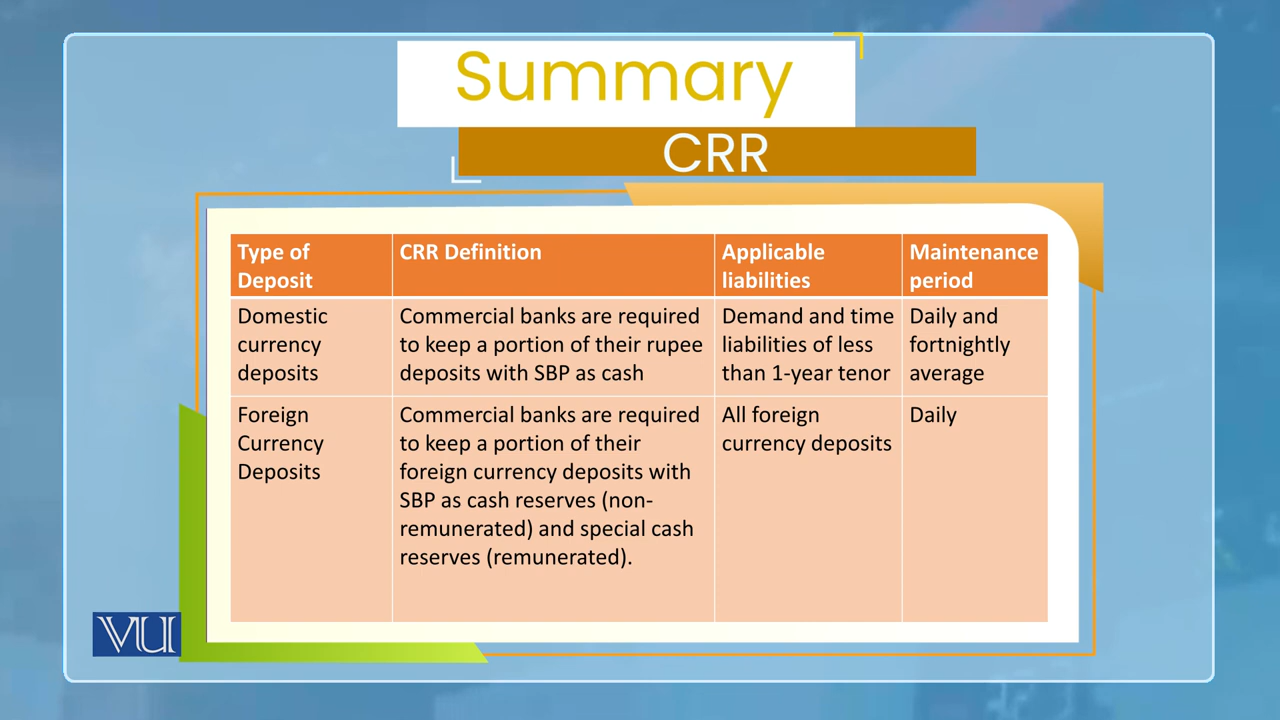 Summary
CRR
Type of
Deposit
CRR Definition
Applicable
liabilities
Maintenance
period
Domestic
currency
deposits
Commercial banks are required
to keep a portion of their rupee
deposits with SBP as cash
Demand and time
liabilities of less
than 1-year tenor
Daily and
fortnightly
average
Foreign
Currency
Deposits
Commercial banks are required
to keep a portion of their
foreign currency deposits with
SBP as cash reserves (non-
remunerated) and special cash
reserves (remunerated).
All foreign
currency deposits
Daily
VU